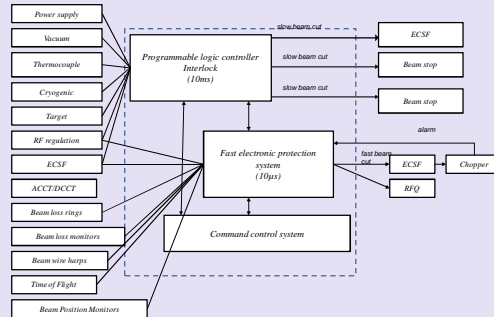 Power supply
Vacuum
Thermocouple
Cryogenic
Target
RF regulation
ECSF
ACCT/DCCT
Beam loss rings
Beam loss monitors
Beam wire harps
Time of Flight
Beam Position Monitors
Programmable logic controller
Interlock
(10ms)
Fast electronic protection
system
(10µs)
Command control system
slow beam cut
slow beam cut
slow beam cut
ECSF
Beam stop
Beam stop
alarm
fast beam
cut
ECSF
Chopper
RFQ